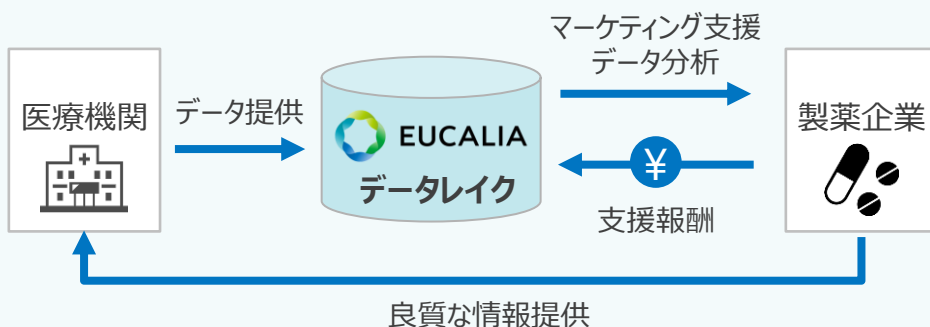 マーケティング支援
データ分析
医療機関
データ提供
EUCALIA
データレイク
製薬企業
¥
支援報酬
良質な情報提供